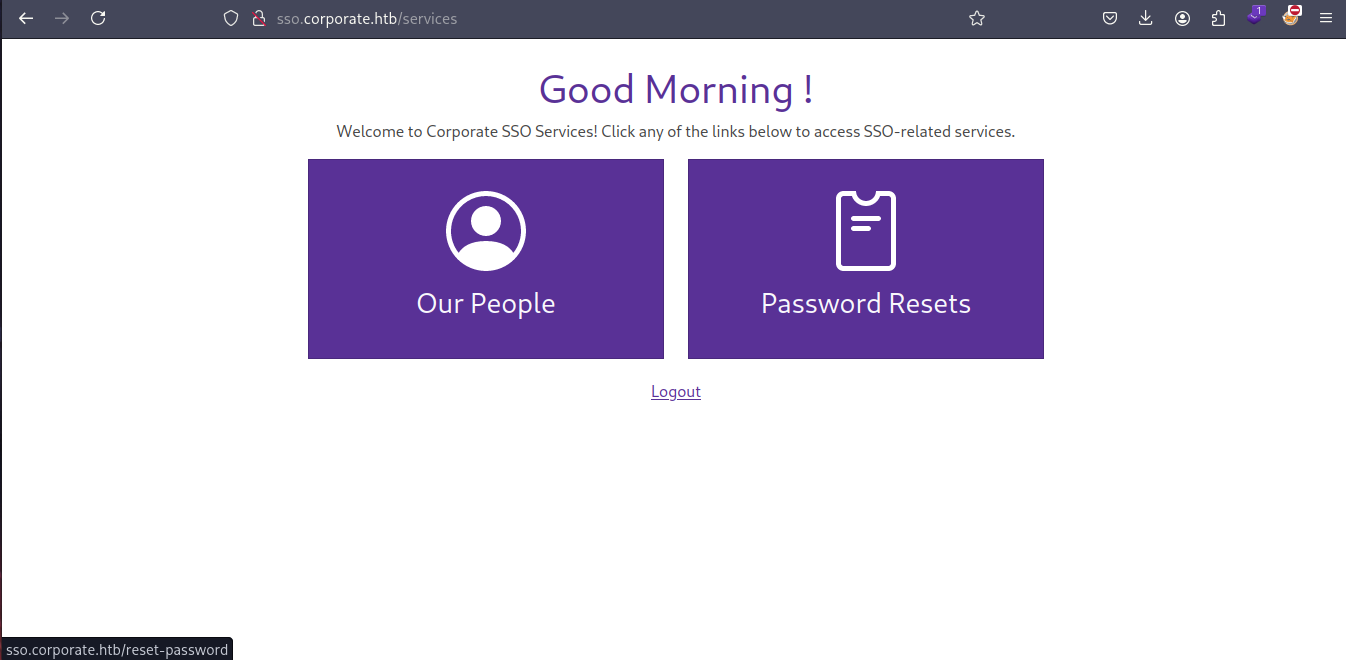 sso.corporate.htb/services
1
Good Morning !
Welcome to Corporate SSO Services! Click any of the links below to access SSO-related services.
Our People
Password Resets
Logout
sso.corporate.htb/reset-password